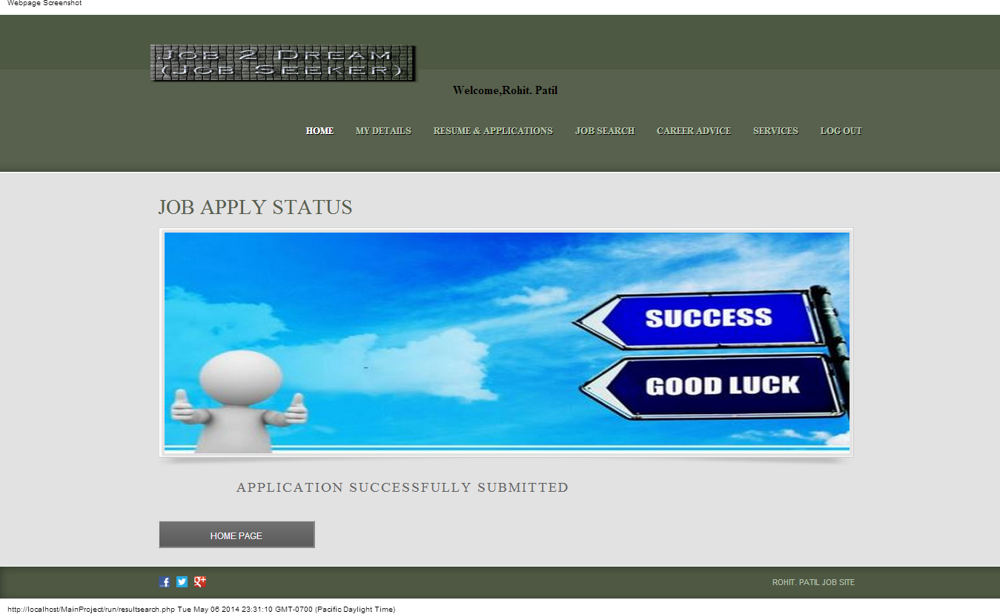 Webpage Screenshot
Job 2 Dream
(Job Seeker)
Welcome,Rohit. Patil
HOME MY DETAILS RESUME & APPLICATIONS JOB SEARCH CAREER ADVICE SERVICES LOG OUT
JOB APPLY STATUS
SUCCESS
GOOD LUCK
APPLICATION SUCCESSFULLY SUBMITTED
HOME PAGE
ROHIT. PATIL JOB SITE
http://localhost/MainProject/run/resultsearch.php Tue May 06 2014 23:31:10 GMT-0700 (Pacific Daylight Time)